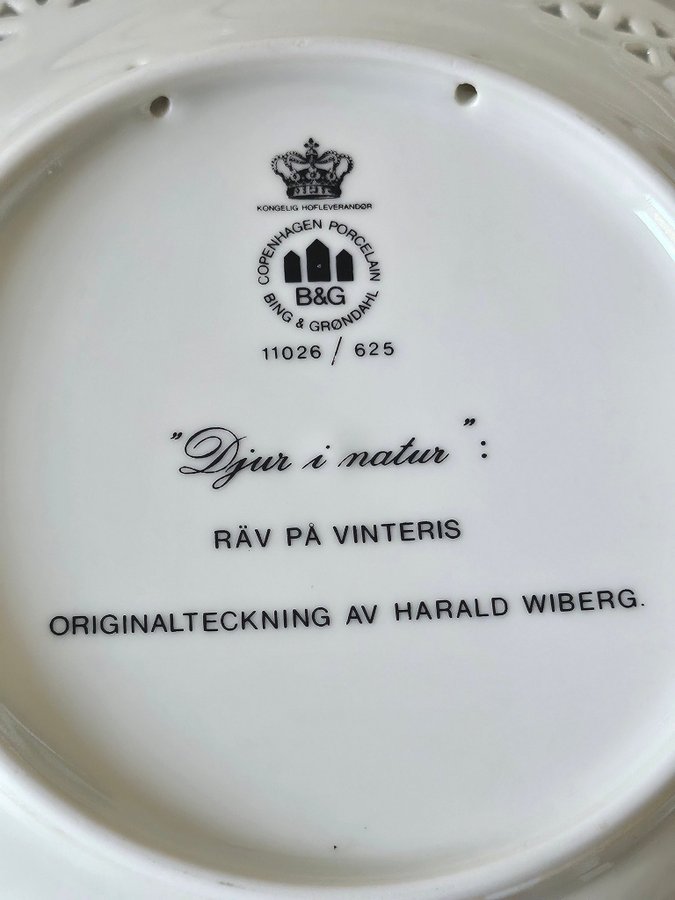 KONGELIG HOFLEVERANDØR
COPENHAGEN PORCELAIN
B&G
BING & GRØNDAHL
11026 / 625
"Djur i natur":
RÄV PÅ VINTERIS
ORIGINALTECKNING AV HARALD WIBERG.